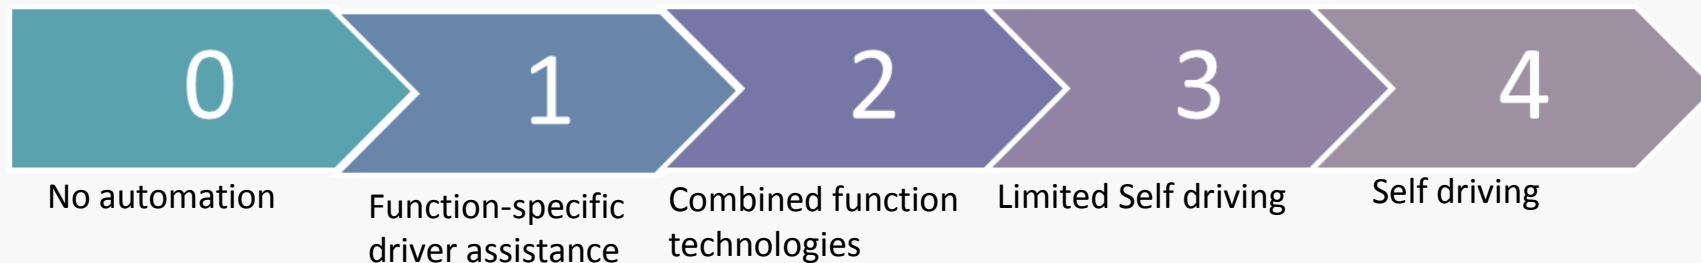 0
1
2
3
4
No automation
Function-specific
driver assistance
Combined function
technologies
Limited Self driving
Self driving